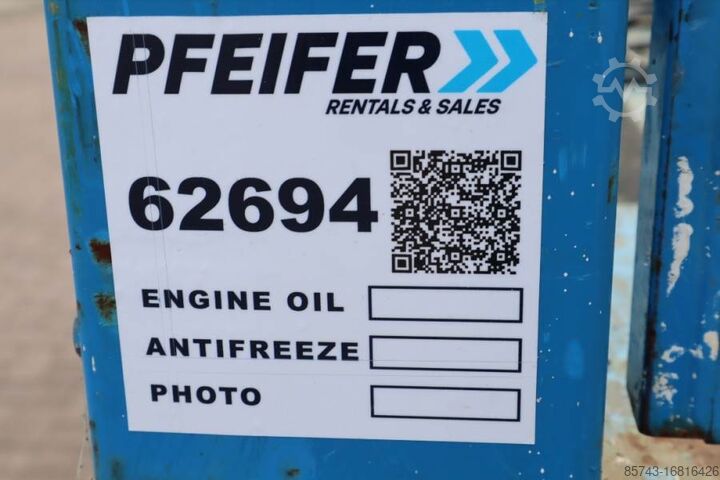 PFEIFER
RENTALS & SALES
62694
ENGINE OIL
ANTIFREEZE
PHOTO
85743-16816426